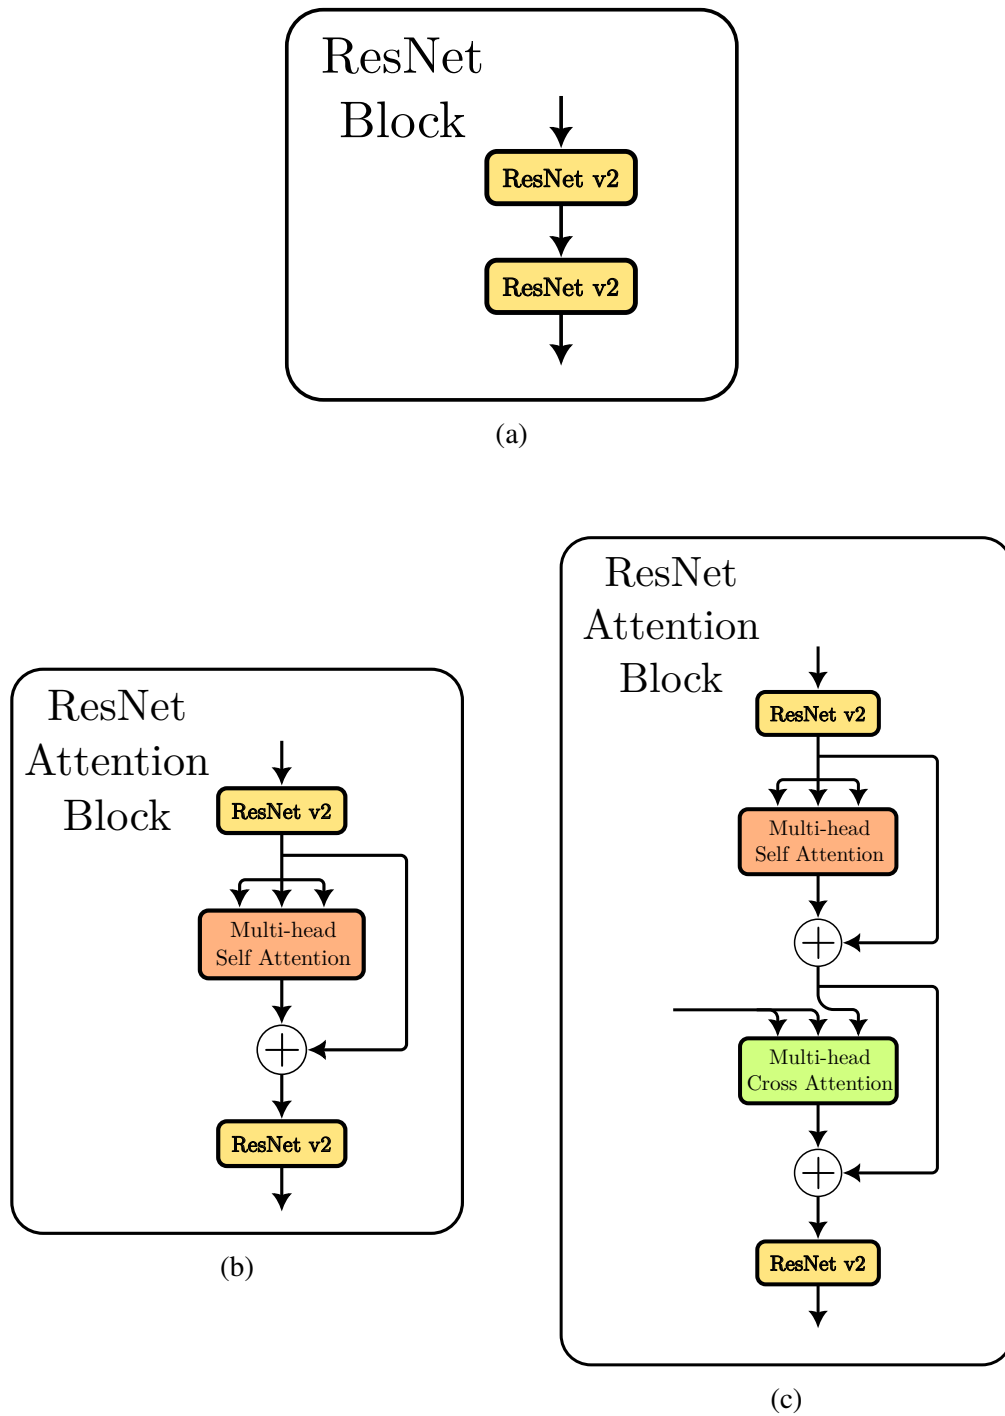 ResNet
Block
ResNet v2
ResNet v2
(a)
ResNet
Attention
Block
ResNet v2
Multi-head
Self Attention
ResNet v2
(b)
ResNet
Attention
Block
ResNet v2
Multi-head
Self Attention
Multi-head
Cross Attention
ResNet v2
(c)